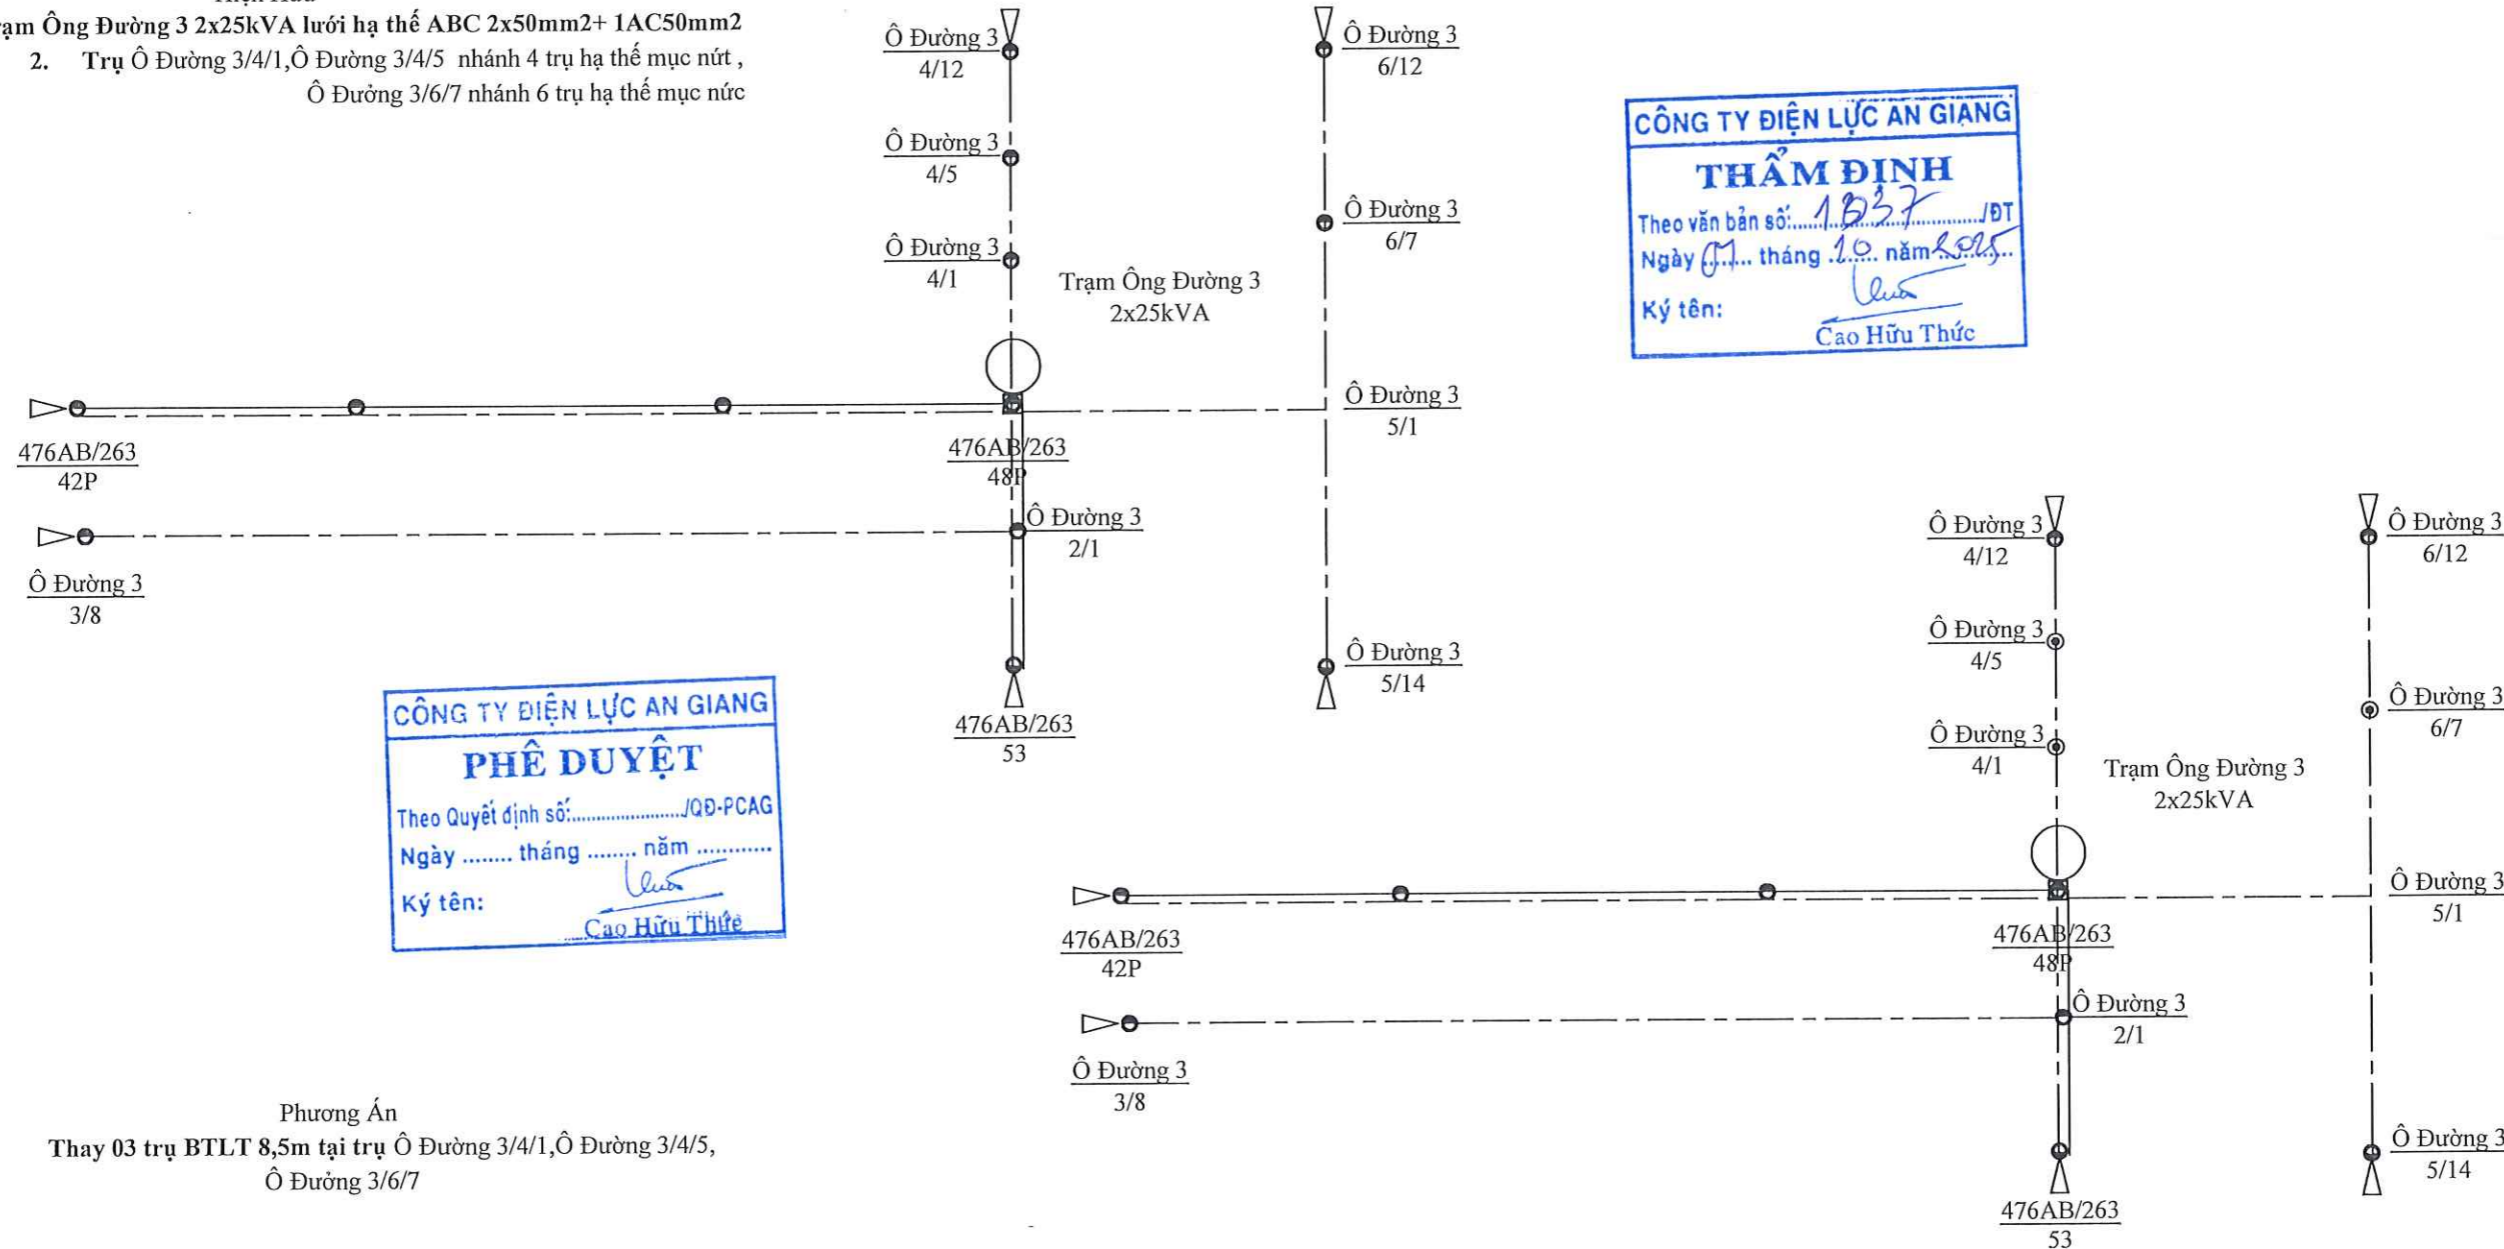 ạm Ông Đường 3 2x25kVA lưới hạ thế ABC 2x50mm2+ 1AC50mm2
2. Trụ Ô Đường 3/4/1,Ô Đường 3/4/5 nhánh 4 trụ hạ thế mục nứt ,
Ô Đường 3/6/7 nhánh 6 trụ hạ thế mục nức
Ô Đường 3
4/12
Ô Đường 3
4/5
Ô Đường 3
4/1
Trạm Ông Đường 3
2x25kVA
Ô Đường 3
6/12
Ô Đường 3
6/7
Ô Đường 3
5/1
Ô Đường 3
5/14
476AB/263
42P
476AB/263
48P
Ô Đường 3
2/1
Ô Đường 3
3/8
476AB/263
53
CÔNG TY ĐIỆN LỰC AN GIANG
THẨM ĐỊNH
Theo văn bản số: /ĐT
Ngày tháng 10 năm 2025
Ký tên:
Cao Hữu Thức
CÔNG TY ĐIỆN LỰC AN GIANG
PHÊ DUYỆT
Theo Quyết định số:...................../QĐ-PCAG
Ngày ........ tháng ........ năm ............
Ký tên:
Cao Hữu Thức
Phương Án
Thay 03 trụ BTLT 8,5m tại trụ Ô Đường 3/4/1,Ô Đường 3/4/5,
Ô Đường 3/6/7
Ô Đường 3
4/12
Ô Đường 3
4/5
Ô Đường 3
4/1
Trạm Ông Đường 3
2x25kVA
Ô Đường 3
6/12
Ô Đường 3
6/7
Ô Đường 3
5/1
Ô Đường 3
5/14
476AB/263
42P
476AB/263
48P
Ô Đường 3
2/1
Ô Đường 3
3/8
476AB/263
53